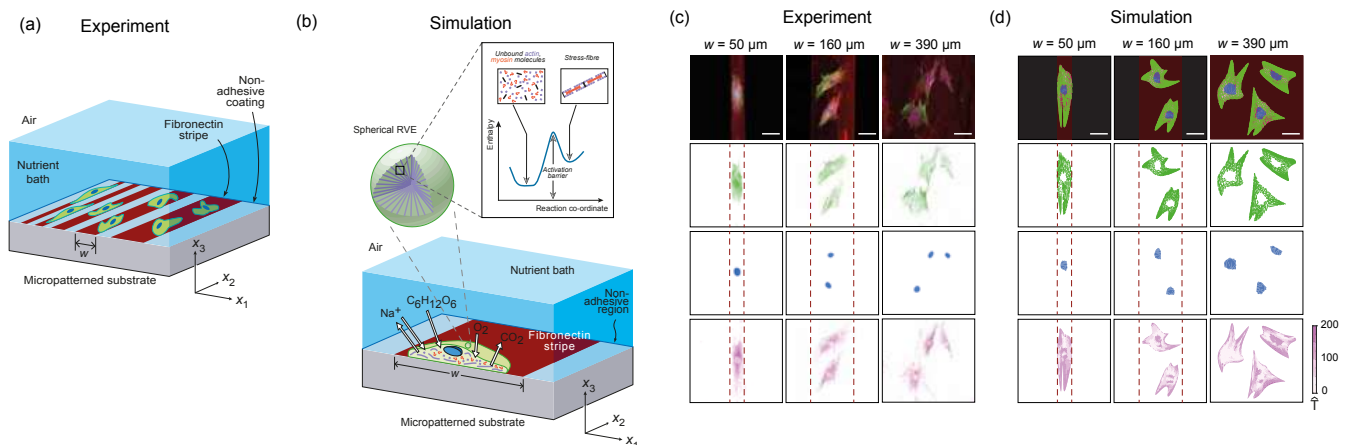 (a)
Experiment
Non-
adhesive
coating
Fibronectin
stripe
Air
Nutrient
bath
w
Micropatterned substrate
x3
x2
x1
(b)
Simulation
Unbound actin,
myosin molecules
Stress-fibre
Spherical RVE
Enthalpy
Activation
barrier
Reaction co-ordinate
Air
Nutrient bath
Non-
adhesive
region
Na+
C6H12O6
O2
CO2
Fibronectin
stripe
w
Micropatterned substrate
x3
x2
x1
(c)
Experiment
w = 50 µm
w = 160 µm
w = 390 µm
(d)
Simulation
w = 50 µm
w = 160 µm
w = 390 µm
200
100
0
T̂